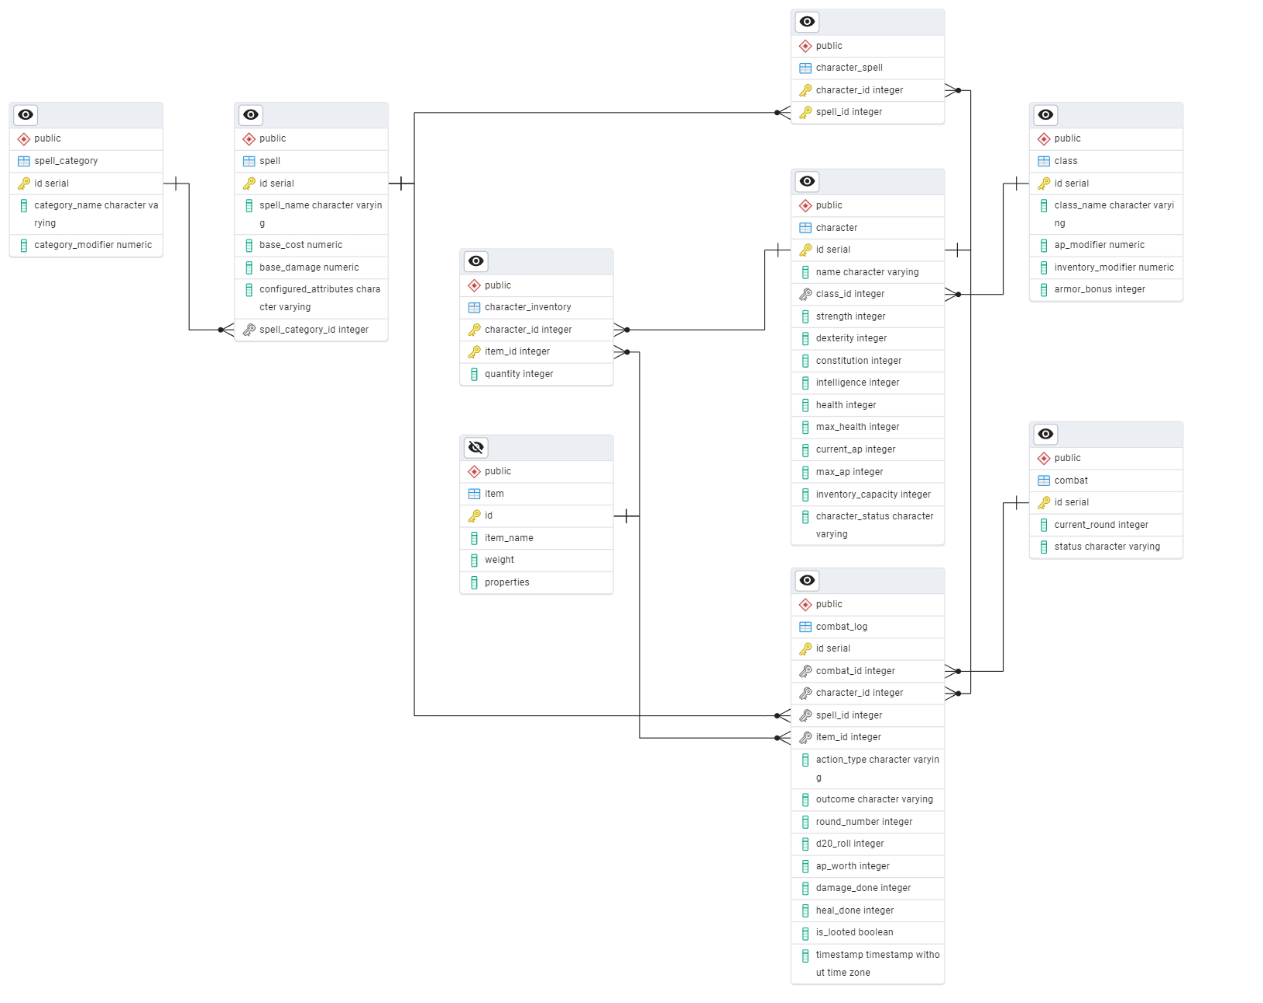 public
spell_category
id serial
category_name character va
rying
category_modifier numeric
public
spell
id serial
spell_name character varyin
g
base_cost numeric
base_damage numeric
configured_attributes chara
cter varying
spell_category_id integer
public
character_inventory
character_id integer
item_id integer
quantity integer
public
item
id
item_name
weight
properties
public
character_spell
character_id integer
spell_id integer
public
character
id serial
name character varying
class_id integer
strength integer
dexterity integer
constitution integer
intelligence integer
health integer
max_health integer
current_ap integer
max_ap integer
inventory_capacity integer
character_status character
varying
public
combat_log
id serial
combat_id integer
character_id integer
spell_id integer
item_id integer
action_type character varyin
g
outcome character varying
round_number integer
d20_roll integer
ap_worth integer
damage_done integer
heal_done integer
is_looted boolean
timestamp timestamp witho
ut time zone
public
class
id serial
class_name character varyi
ng
ap_modifier numeric
inventory_modifier numeric
armor_bonus integer
public
combat
id serial
current_round integer
status character varying